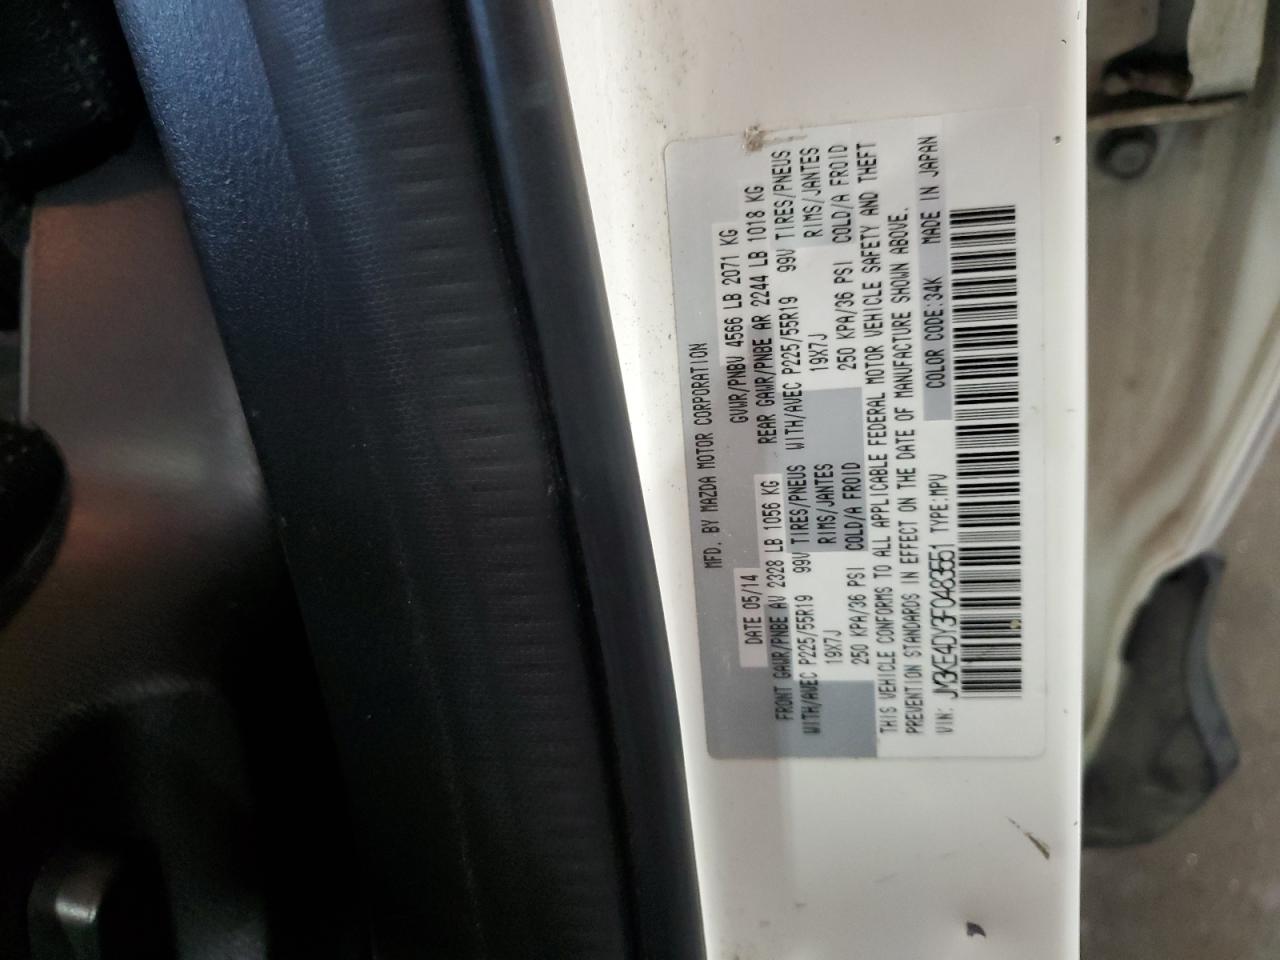 MFD. BY MAZDA MOTOR CORPORATION
DATE 05/14 GVWR/PNBV 4566 LB 2071 KG
FRONT GAWR/PNBE AV 2328 LB 1056 KG REAR GAWR/PNBE AR 2244 LB 1018 KG
WITH/AVEC P225/55R19 99V TIRES/PNEUS WITH/AVEC P225/55R19 99V TIRES/PNEUS
19X7J RIMS/JANTES 19X7J RIMS/JANTES
250 KPA/36 PSI COLD/A FROID 250 KPA/36 PSI COLD/A FROID
THIS VEHICLE CONFORMS TO ALL APPLICABLE FEDERAL MOTOR VEHICLE SAFETY AND THEFT
PREVENTION STANDARDS IN EFFECT ON THE DATE OF MANUFACTURE SHOWN ABOVE.
VIN: JM3KE4DY3F0483551 TYPE:MPV COLOR CODE:34K MADE IN JAPAN